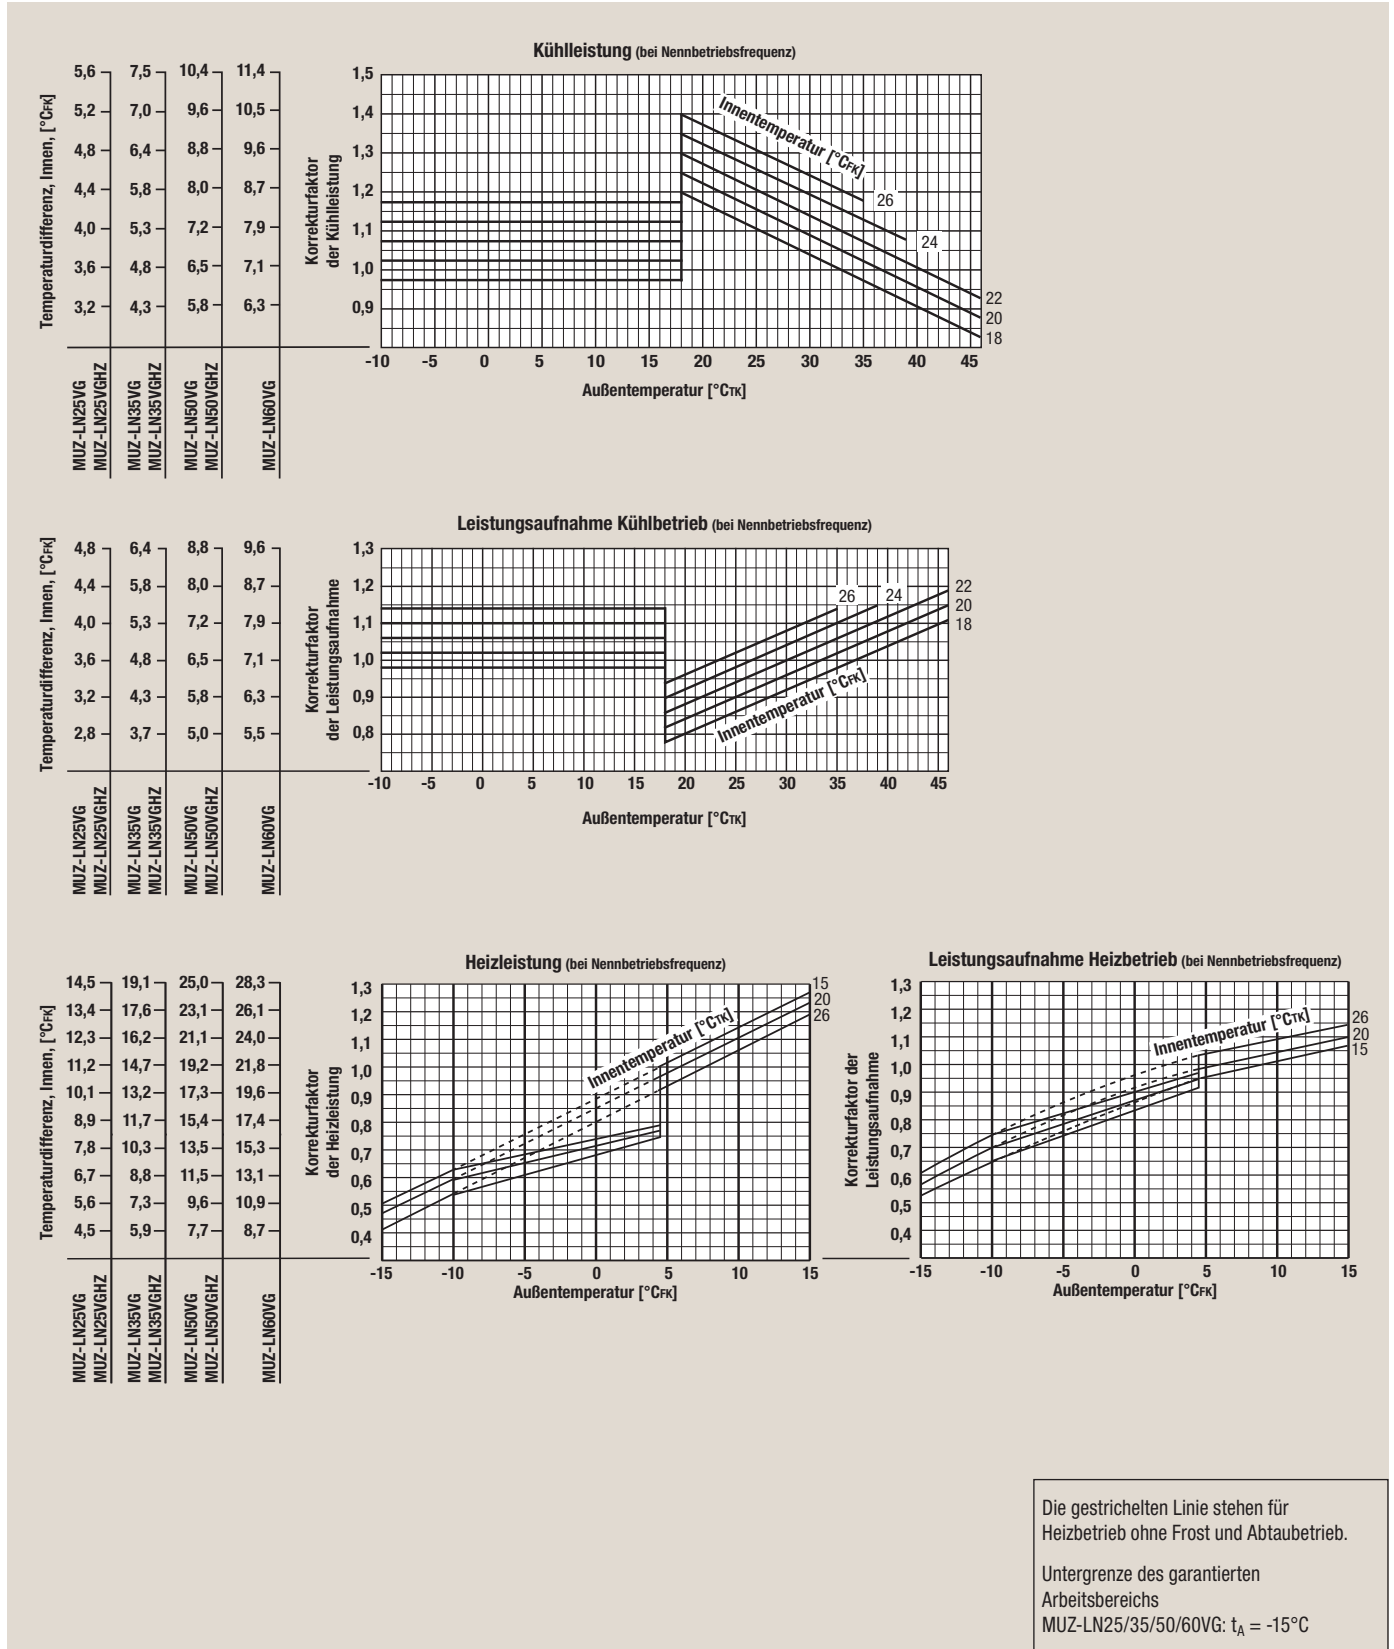 Kühlleistung (bei Nennbetriebsfrequenz)
Temperaturdifferenz, Innen, [°CFK]
5,6 7,5 10,4 11,4
5,2 7,0 9,6 10,5
4,8 6,4 8,8 9,6
4,4 5,8 8,0 8,7
4,0 5,3 7,2 7,9
3,6 4,8 6,5 7,1
3,2 4,3 5,8 6,3
MUZ-LN25VG
MUZ-LN25VGHZ
MUZ-LN35VG
MUZ-LN35VGHZ
MUZ-LN50VG
MUZ-LN50VGHZ
MUZ-LN60VG
Korrekturfaktor
der Kühlleistung
1,5
1,4
1,3
1,2
1,1
1,0
0,9
Innentemperatur [°CFK]
26
24
22
20
18
-10 -5 0 5 10 15 20 25 30 35 40 45
Außentemperatur [°CTK]
Leistungsaufnahme Kühlbetrieb (bei Nennbetriebsfrequenz)
Temperaturdifferenz, Innen, [°CFK]
4,8 6,4 8,8 9,6
4,4 5,8 8,0 8,7
4,0 5,3 7,2 7,9
3,6 4,8 6,5 7,1
3,2 4,3 5,8 6,3
2,8 3,7 5,0 5,5
MUZ-LN25VG
MUZ-LN25VGHZ
MUZ-LN35VG
MUZ-LN35VGHZ
MUZ-LN50VG
MUZ-LN50VGHZ
MUZ-LN60VG
Korrekturfaktor
der Leistungsaufnahme
1,3
1,2
1,1
1,0
0,9
0,8
26 24 22
20
18
Innentemperatur [°CFK]
-10 -5 0 5 10 15 20 25 30 35 40 45
Außentemperatur [°CTK]
Heizleistung (bei Nennbetriebsfrequenz)
Temperaturdifferenz, Innen, [°CFK]
14,5 19,1 25,0 28,3
13,4 17,6 23,1 26,1
12,3 16,2 21,1 24,0
11,2 14,7 19,2 21,8
10,1 13,2 17,3 19,6
8,9 11,7 15,4 17,4
7,8 10,3 13,5 15,3
6,7 8,8 11,5 13,1
5,6 7,3 9,6 10,9
4,5 5,9 7,7 8,7
MUZ-LN25VG
MUZ-LN25VGHZ
MUZ-LN35VG
MUZ-LN35VGHZ
MUZ-LN50VG
MUZ-LN50VGHZ
MUZ-LN60VG
Korrekturfaktor
der Heizleistung
1,3
1,2
1,1
1,0
0,9
0,8
0,7
0,6
0,5
0,4
Innentemperatur [°CTK]
15
20
26
-15 -10 -5 0 5 10 15
Außentemperatur [°CFK]
Leistungsaufnahme Heizbetrieb (bei Nennbetriebsfrequenz)
Korrekturfaktor der
Leistungsaufnahme
1,3
1,2
1,1
1,0
0,9
0,8
0,7
0,6
0,5
0,4
Innentemperatur [°CTK]
26
20
15
-15 -10 -5 0 5 10 15
Außentemperatur [°CFK]
Die gestrichelten Linie stehen für
Heizbetrieb ohne Frost und Abtaubetrieb.
Untergrenze des garantierten
Arbeitsbereichs
MUZ-LN25/35/50/60VG: tA = -15°C